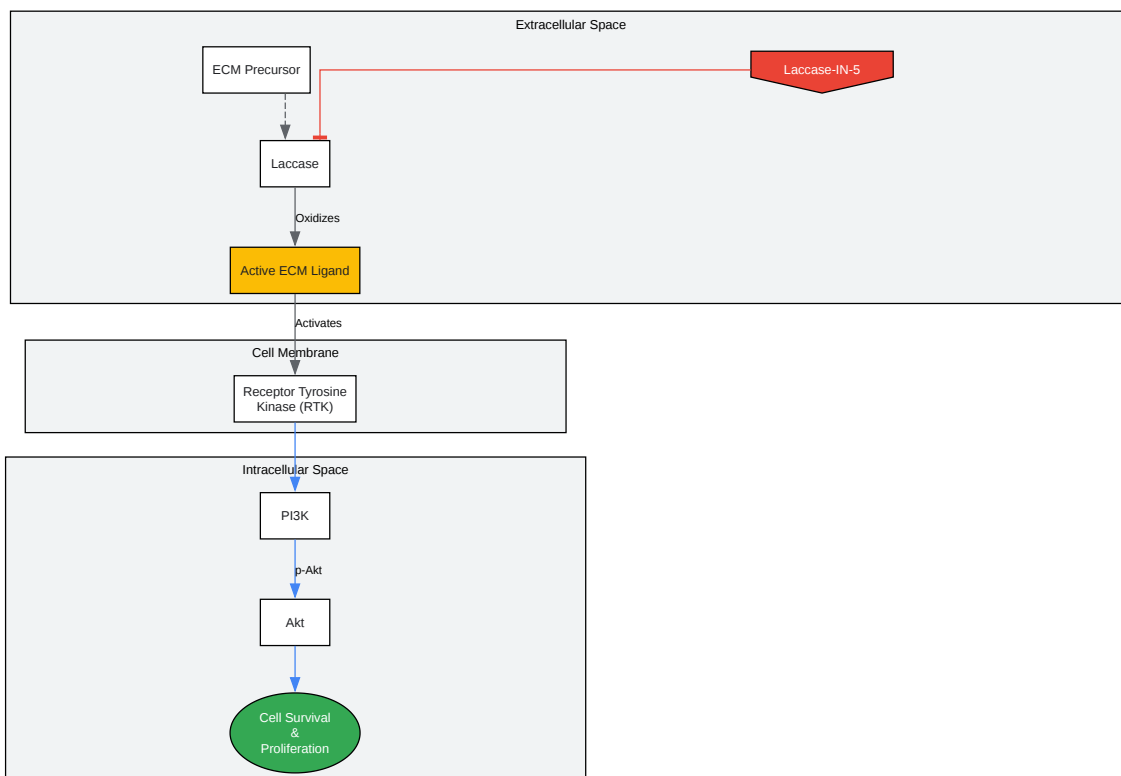 Extracellular Space
ECM Precursor
Laccase-IN-5
Laccase
Oxidizes
Active ECM Ligand
Activates
Cell Membrane
Receptor Tyrosine
Kinase (RTK)
Intracellular Space
PI3K
p-Akt
Akt
Cell Survival
&
Proliferation